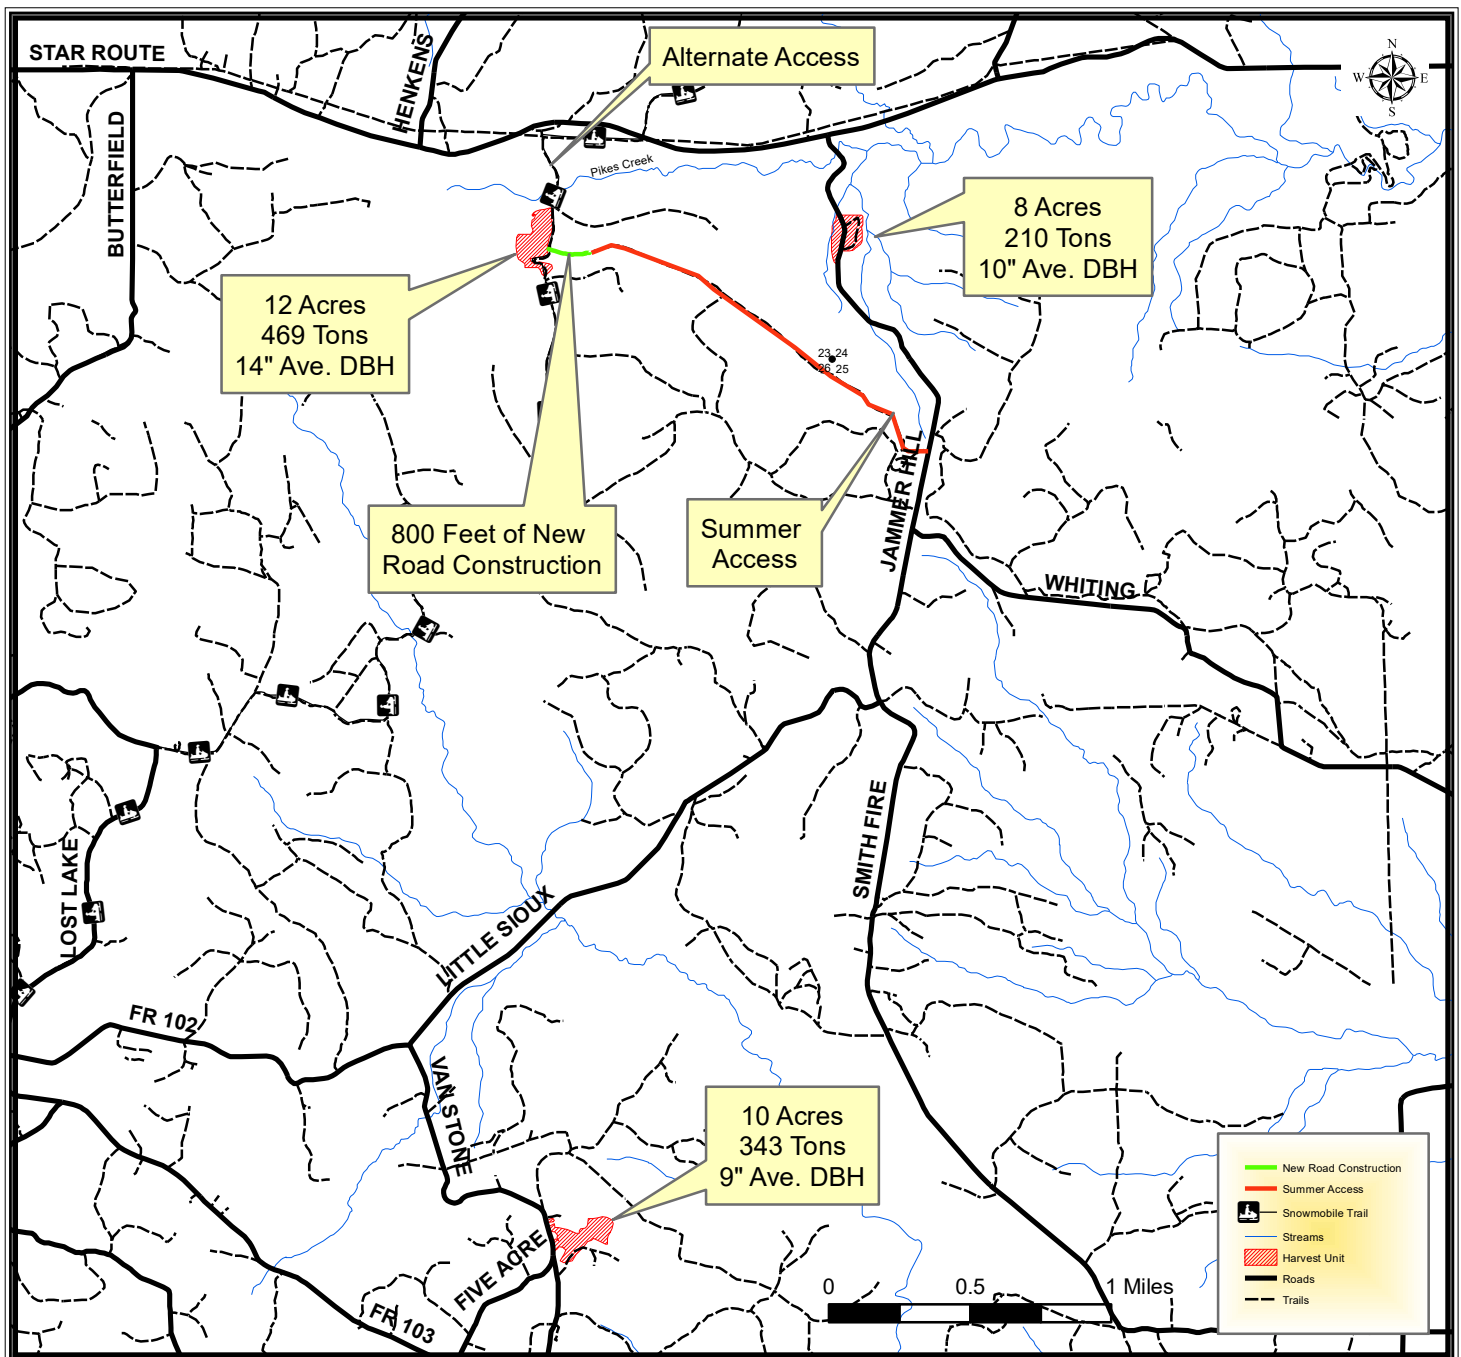 STAR ROUTE
HENKENS
Alternate Access
N
W
E
S
BUTTERFIELD
Pikes Creek
8 Acres
210 Tons
10" Ave. DBH
12 Acres
469 Tons
14" Ave. DBH
23 24
26 25
800 Feet of New
Road Construction
Summer
Access
JAMMER HILL
WHITING
LOST LAKE
SMITH FIRE
LITTLE SIOUX
FR 102
VAN STONE
10 Acres
343 Tons
9" Ave. DBH
FIVE ACRE
FR 103
0
0.5
1 Miles
New Road Construction
Summer Access
Snowmobile Trail
Streams
Harvest Unit
Roads
Trails